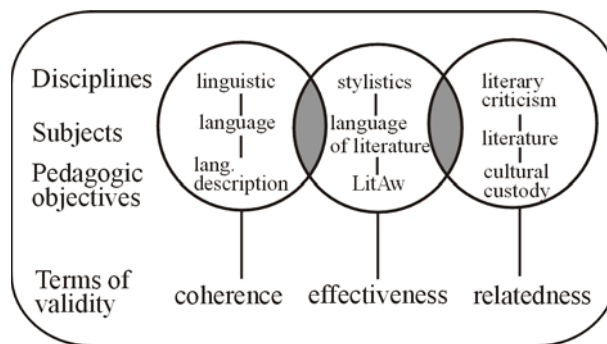 Disciplines
linguistic
stylistics
literary
criticism
Subjects
language
language
of literature
literature
Pedagogic
objectives
lang.
description
LitAw
cultural
custody
Terms of
validity
coherence
effectiveness
relatedness